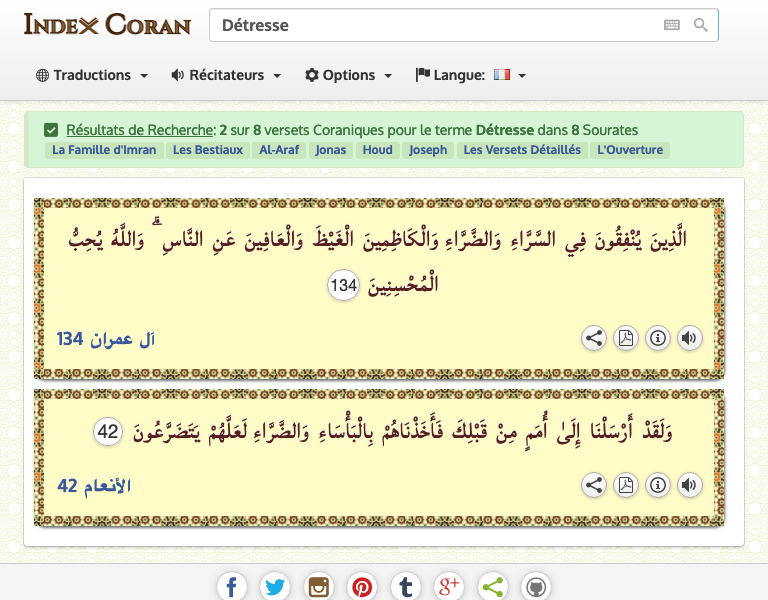 Index Coran
Détresse
Traductions Récitateurs Options Langue:
Résultats de Recherche: 2 sur 8 versets Coraniques pour le terme Détresse dans 8 Sourates
La Famille d'Imran Les Bestiaux Al-Araf Jonas Houd Joseph Les Versets Détaillés L'Ouverture
الَّذِينَ يُنْفِقُونَ فِي السَّرَّاءِ وَالضَّرَّاءِ وَالْكَاظِمِينَ الْغَيْظَ وَالْعَافِينَ عَنِ النَّاسِ ۗ وَاللَّهُ يُحِبُّ
الْمُحْسِنِينَ 134
آل عمران 134
وَلَقَدْ أَرْسَلْنَا إِلَىٰ أُمَمٍ مِنْ قَبْلِكَ فَأَخَذْنَاهُمْ بِالْبَأْسَاءِ وَالضَّرَّاءِ لَعَلَّهُمْ يَتَضَرَّعُونَ 42
الأنعام 42